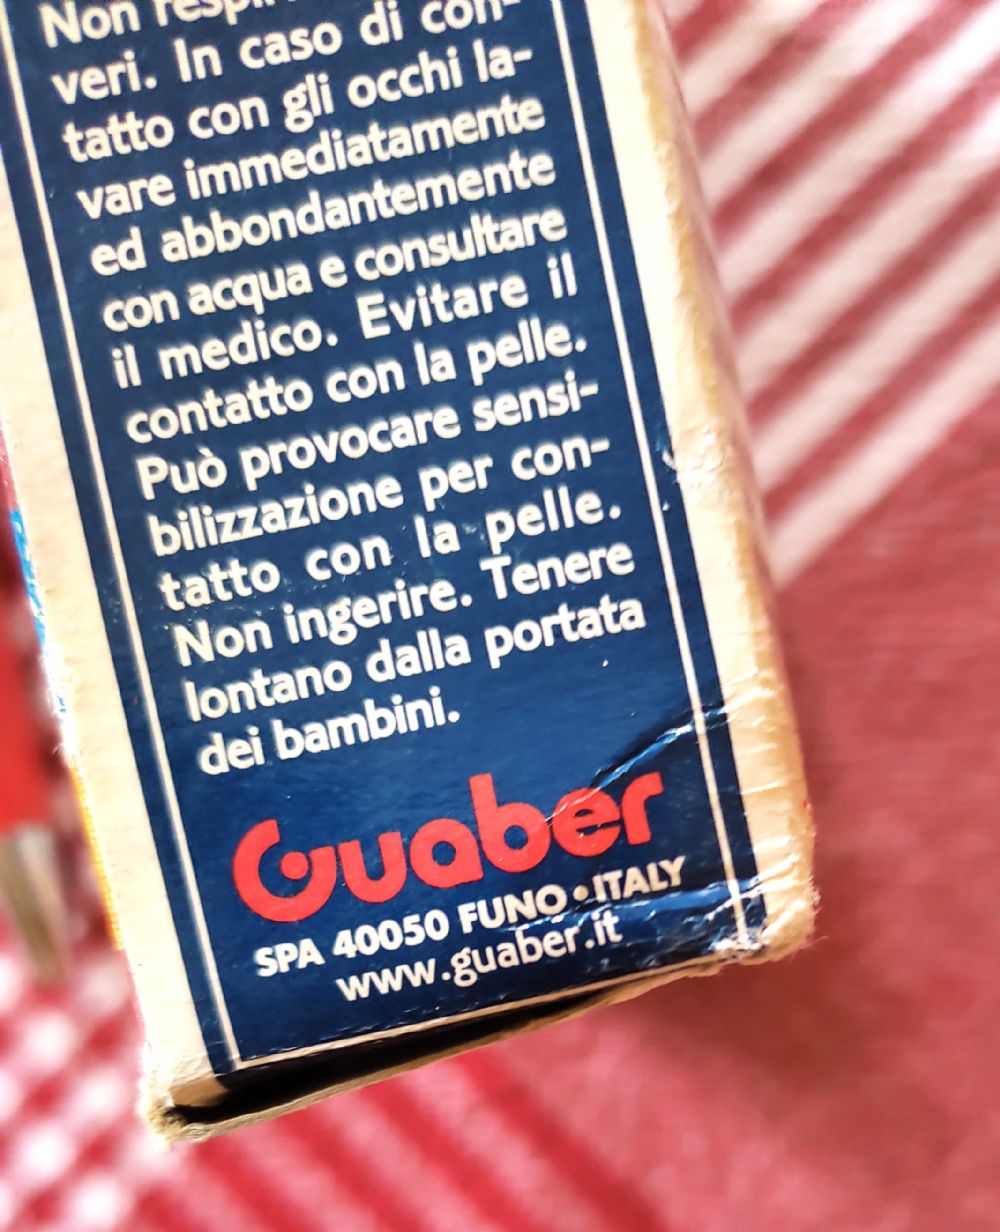 Non respir
veri. In caso di con-
tatto con gli occhi la-
vare immediatamente
ed abbondantemente
con acqua e consultare
il medico. Evitare il
contatto con la pelle.
Può provocare sensi-
bilizzazione per con-
tatto con la pelle.
Non ingerire. Tenere
lontano dalla portata
dei bambini.
Guaber
SPA 40050 FUNO • ITALY
www.guaber.it